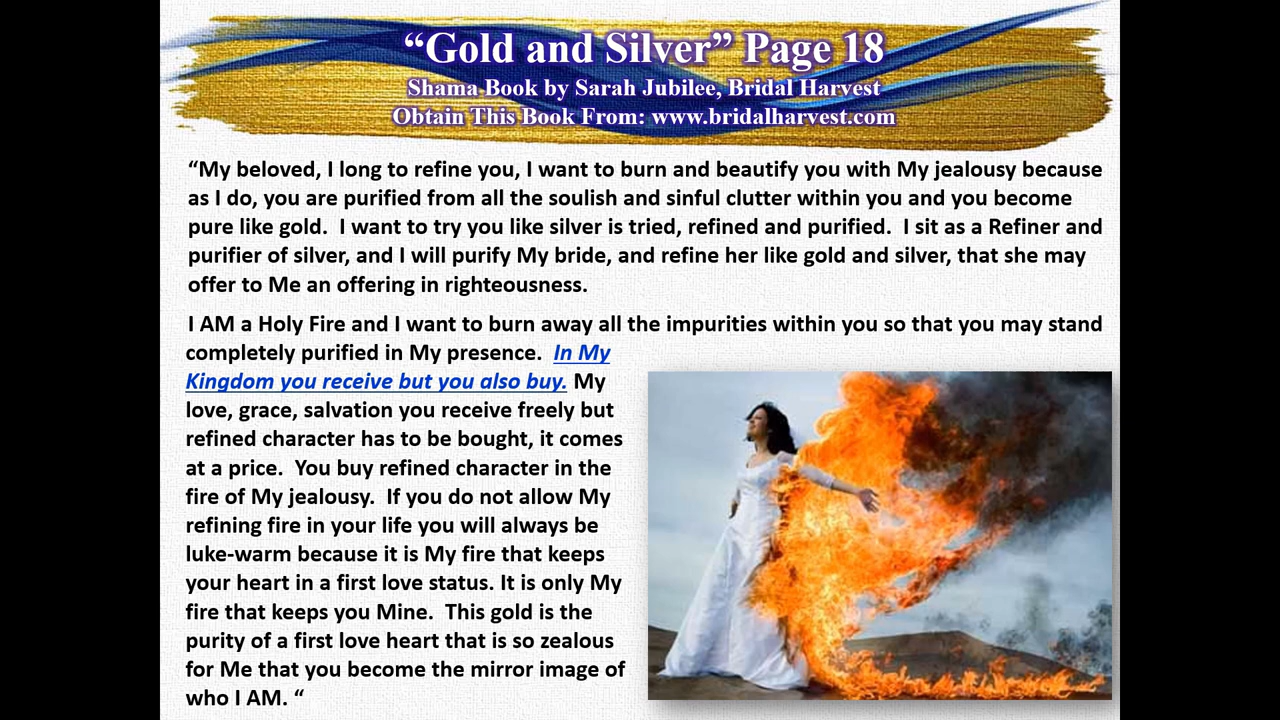 “Gold and Silver” Page 18
Shama Book by Sarah Jubilee, Bridal Harvest
Obtain This Book From: www.bridalharvest.com
“My beloved, I long to refine you, I want to burn and beautify you with My jealousy because
as I do, you are purified from all the soulish and sinful clutter within you and you become
pure like gold.  I want to try you like silver is tried, refined and purified.  I sit as a Refiner and
purifier of silver, and I will purify My bride, and refine her like gold and silver, that she may
offer to Me an offering in righteousness.
I AM a Holy Fire and I want to burn away all the impurities within you so that you may stand
completely purified in My presence.  In My
Kingdom you receive but you also buy. My
love, grace, salvation you receive freely but
refined character has to be bought, it comes
at a price.  You buy refined character in the
fire of My jealousy.  If you do not allow My
refining fire in your life you will always be
luke-warm because it is My fire that keeps
your heart in a first love status. It is only My
fire that keeps you Mine.  This gold is the
purity of a first love heart that is so zealous
for Me that you become the mirror image of
who I AM. “